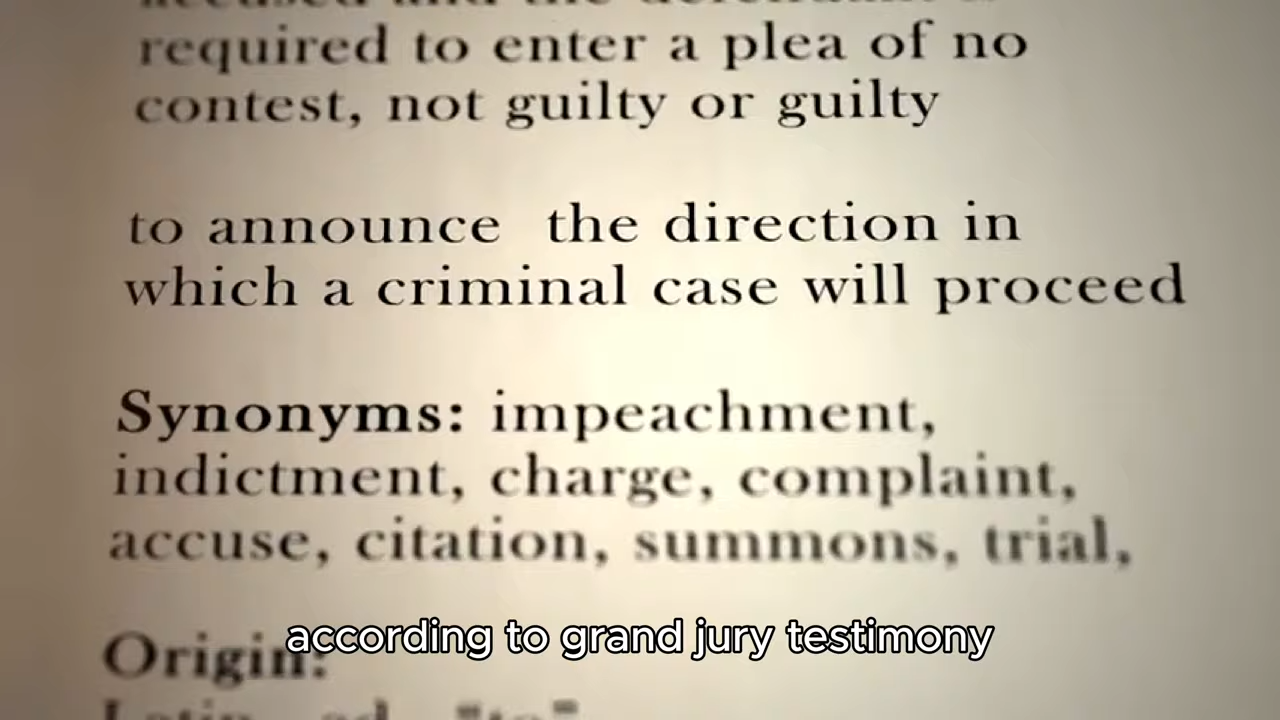 required to enter a plea of no
contest, not guilty or guilty
to announce the direction in
which a criminal case will proceed
Synonyms: impeachment,
indictment, charge, complaint,
accuse, citation, summons, trial,
Origin:
according to grand jury testimony